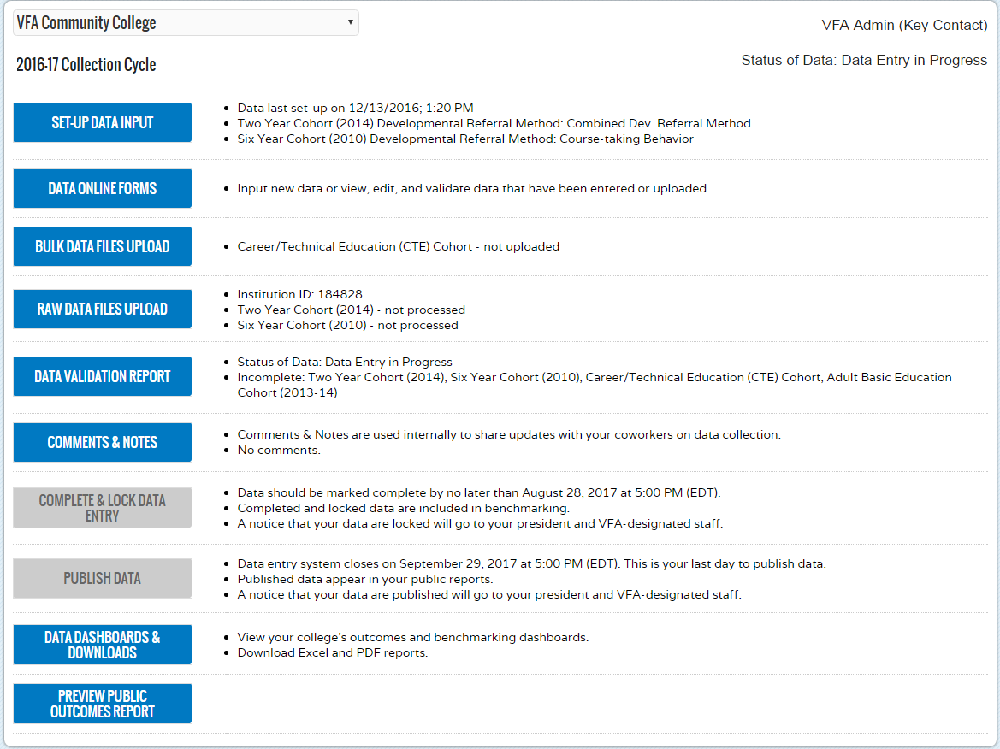 VFA Community College
VFA Admin (Key Contact)
2016-17 Collection Cycle
Status of Data: Data Entry in Progress
SET-UP DATA INPUT
• Data last set-up on 12/13/2016; 1:20 PM
• Two Year Cohort (2014) Developmental Referral Method: Combined Dev. Referral Method
• Six Year Cohort (2010) Developmental Referral Method: Course-taking Behavior
DATA ONLINE FORMS
• Input new data or view, edit, and validate data that have been entered or uploaded.
BULK DATA FILES UPLOAD
• Career/Technical Education (CTE) Cohort - not uploaded
RAW DATA FILES UPLOAD
• Institution ID: 184828
• Two Year Cohort (2014) - not processed
• Six Year Cohort (2010) - not processed
DATA VALIDATION REPORT
• Status of Data: Data Entry in Progress
• Incomplete: Two Year Cohort (2014), Six Year Cohort (2010), Career/Technical Education (CTE) Cohort, Adult Basic Education
Cohort (2013-14)
COMMENTS & NOTES
• Comments & Notes are used internally to share updates with your coworkers on data collection.
• No comments.
COMPLETE & LOCK DATA
ENTRY
• Data should be marked complete by no later than August 28, 2017 at 5:00 PM (EDT).
• Completed and locked data are included in benchmarking.
• A notice that your data are locked will go to your president and VFA-designated staff.
PUBLISH DATA
• Data entry system closes on September 29, 2017 at 5:00 PM (EDT). This is your last day to publish data.
• Published data appear in your public reports.
• A notice that your data are published will go to your president and VFA-designated staff.
DATA DASHBOARDS &
DOWNLOADS
• View your college's outcomes and benchmarking dashboards.
• Download Excel and PDF reports.
PREVIEW PUBLIC
OUTCOMES REPORT